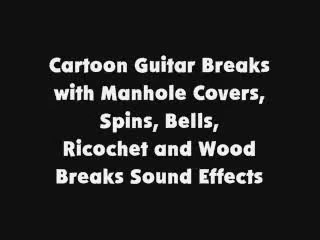 Cartoon Guitar Breaks
with Manhole Covers,
Spins, Bells,
Ricochet and Wood
Breaks Sound Effects